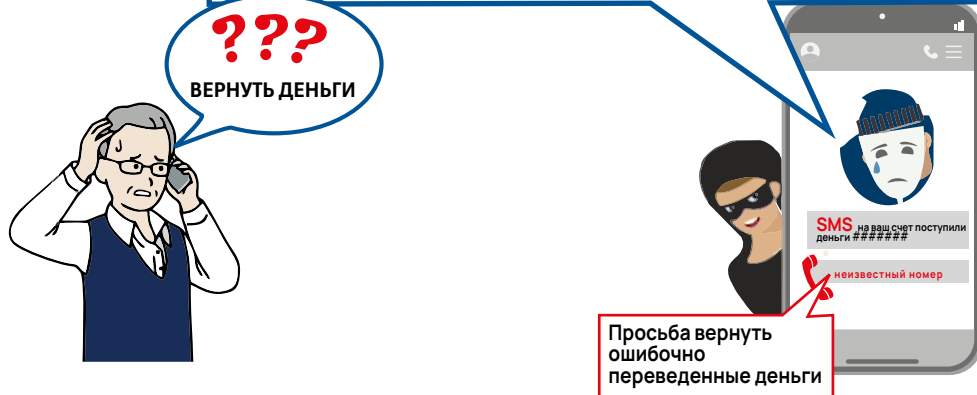 ???
ВЕРНУТЬ ДЕНЬГИ
SMS на ваш счет поступили
деньги #######
неизвестный номер
Просьба вернуть
ошибочно
переведенные деньги